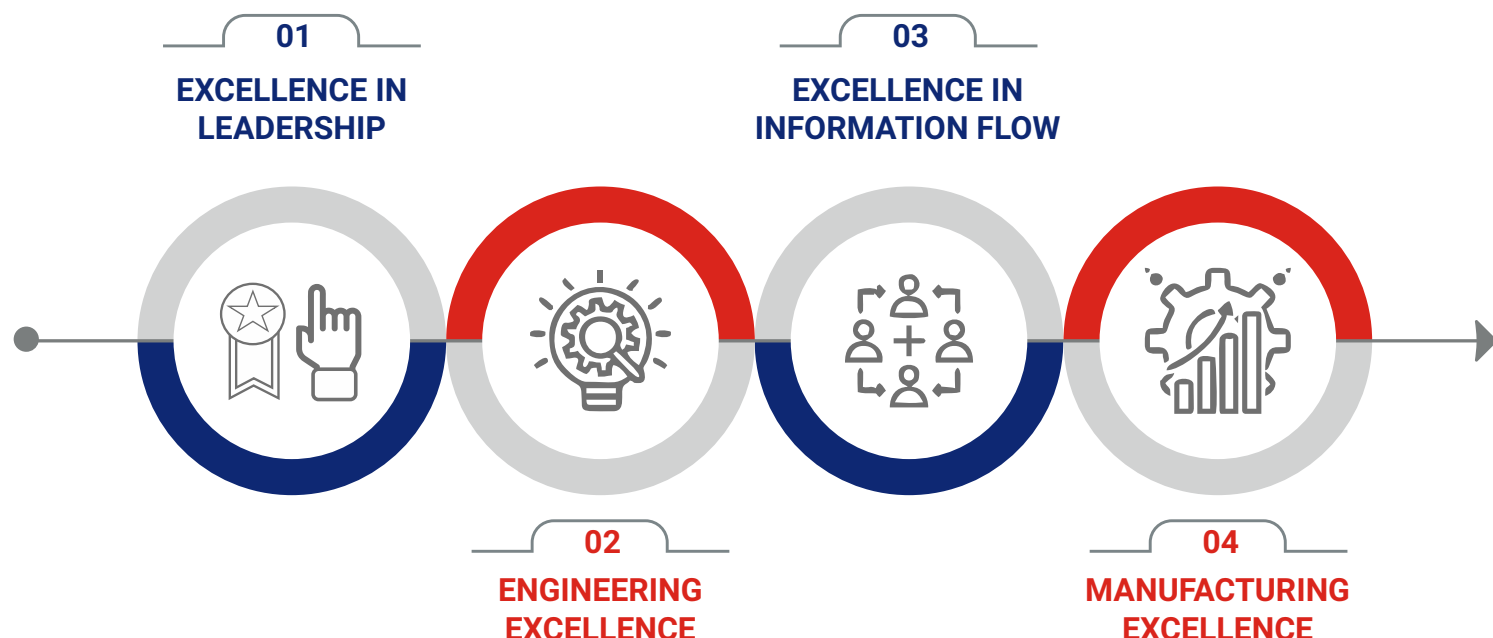 01
EXCELLENCE IN
LEADERSHIP
02
ENGINEERING
EXCELLENCE
03
EXCELLENCE IN
INFORMATION FLOW
04
MANUFACTURING
EXCELLENCE